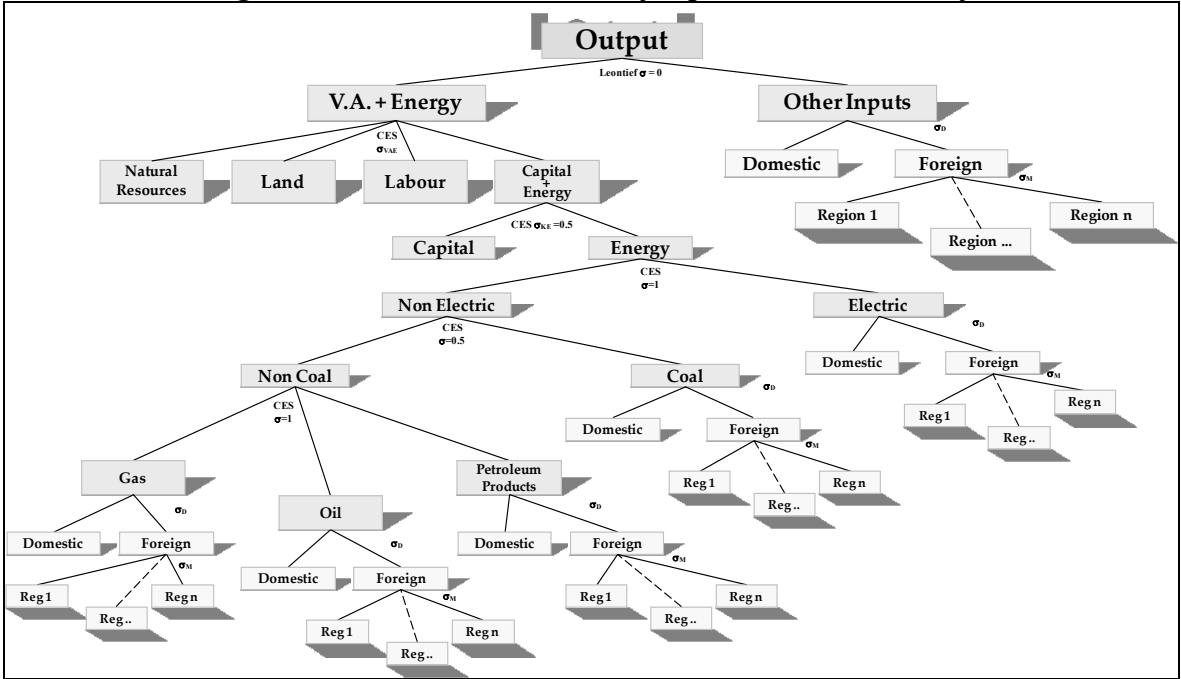 Output
Leontief σ = 0
V.A. + Energy
Other Inputs
CES
σVAE
σD
Natural
Resources
Land
Labour
Capital
+
Energy
Domestic
Foreign
σM
CES σKE =0.5
Region 1
Region ...
Region n
Capital
Energy
CES
σ=1
Non Electric
Electric
CES
σ=0.5
σD
Domestic
Foreign
σM
Reg 1
Reg ..
Reg n
Non Coal
Coal
CES
σ=1
σD
Domestic
Foreign
σM
Reg 1
Reg ..
Reg n
Gas
Oil
Petroleum
Products
σD
Domestic
Foreign
σM
Reg 1
Reg ..
Reg n
σD
Domestic
Foreign
σM
Reg 1
Reg ..
Reg n
σD
Domestic
Foreign
σM
Reg 1
Reg ..
Reg n